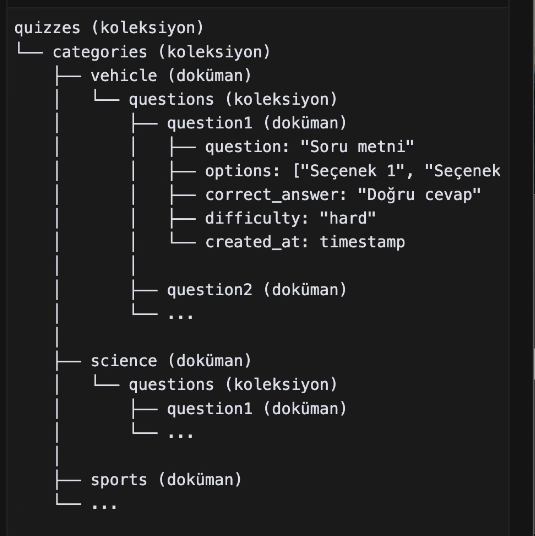 quizzes (koleksiyon)
└── categories (koleksiyon)
    ├── vehicle (doküman)
    │   └── questions (koleksiyon)
    │       ├── question1 (doküman)
    │       │   ├── question: "Soru metni"
    │       │   ├── options: ["Seçenek 1", "Seçenek
    │       │   ├── correct_answer: "Doğru cevap"
    │       │   ├── difficulty: "hard"
    │       │   └── created_at: timestamp
    │       │
    │       ├── question2 (doküman)
    │       └── ...
    │
    ├── science (doküman)
    │   └── questions (koleksiyon)
    │       ├── question1 (doküman)
    │       └── ...
    │
    ├── sports (doküman)
    └── ...